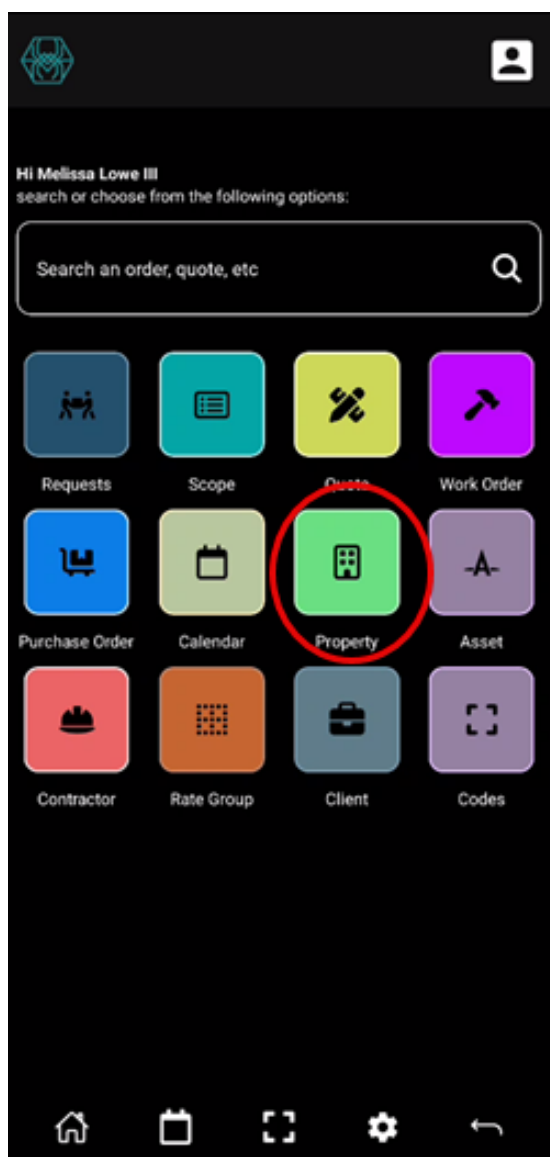 Hi Melissa Lowe III
search or choose from the following options:
Search an order, quote, etc
Requests
Scope
Quote
Work Order
Purchase Order
Calendar
Property
Asset
Contractor
Rate Group
Client
Codes